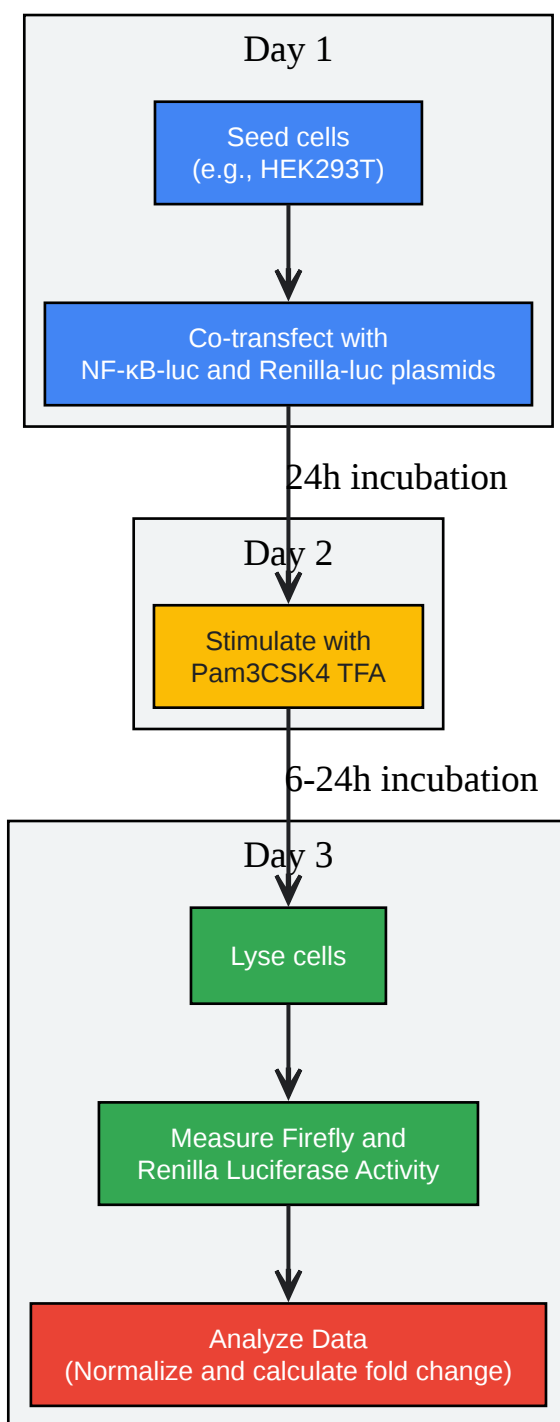 Day 1
Seed cells
(e.g., HEK293T)
Co-transfect with
NF-κB-luc and Renilla-luc plasmids
24h incubation
Day 2
Stimulate with
Pam3CSK4 TFA
6-24h incubation
Day 3
Lyse cells
Measure Firefly and
Renilla Luciferase Activity
Analyze Data
(Normalize and calculate fold change)